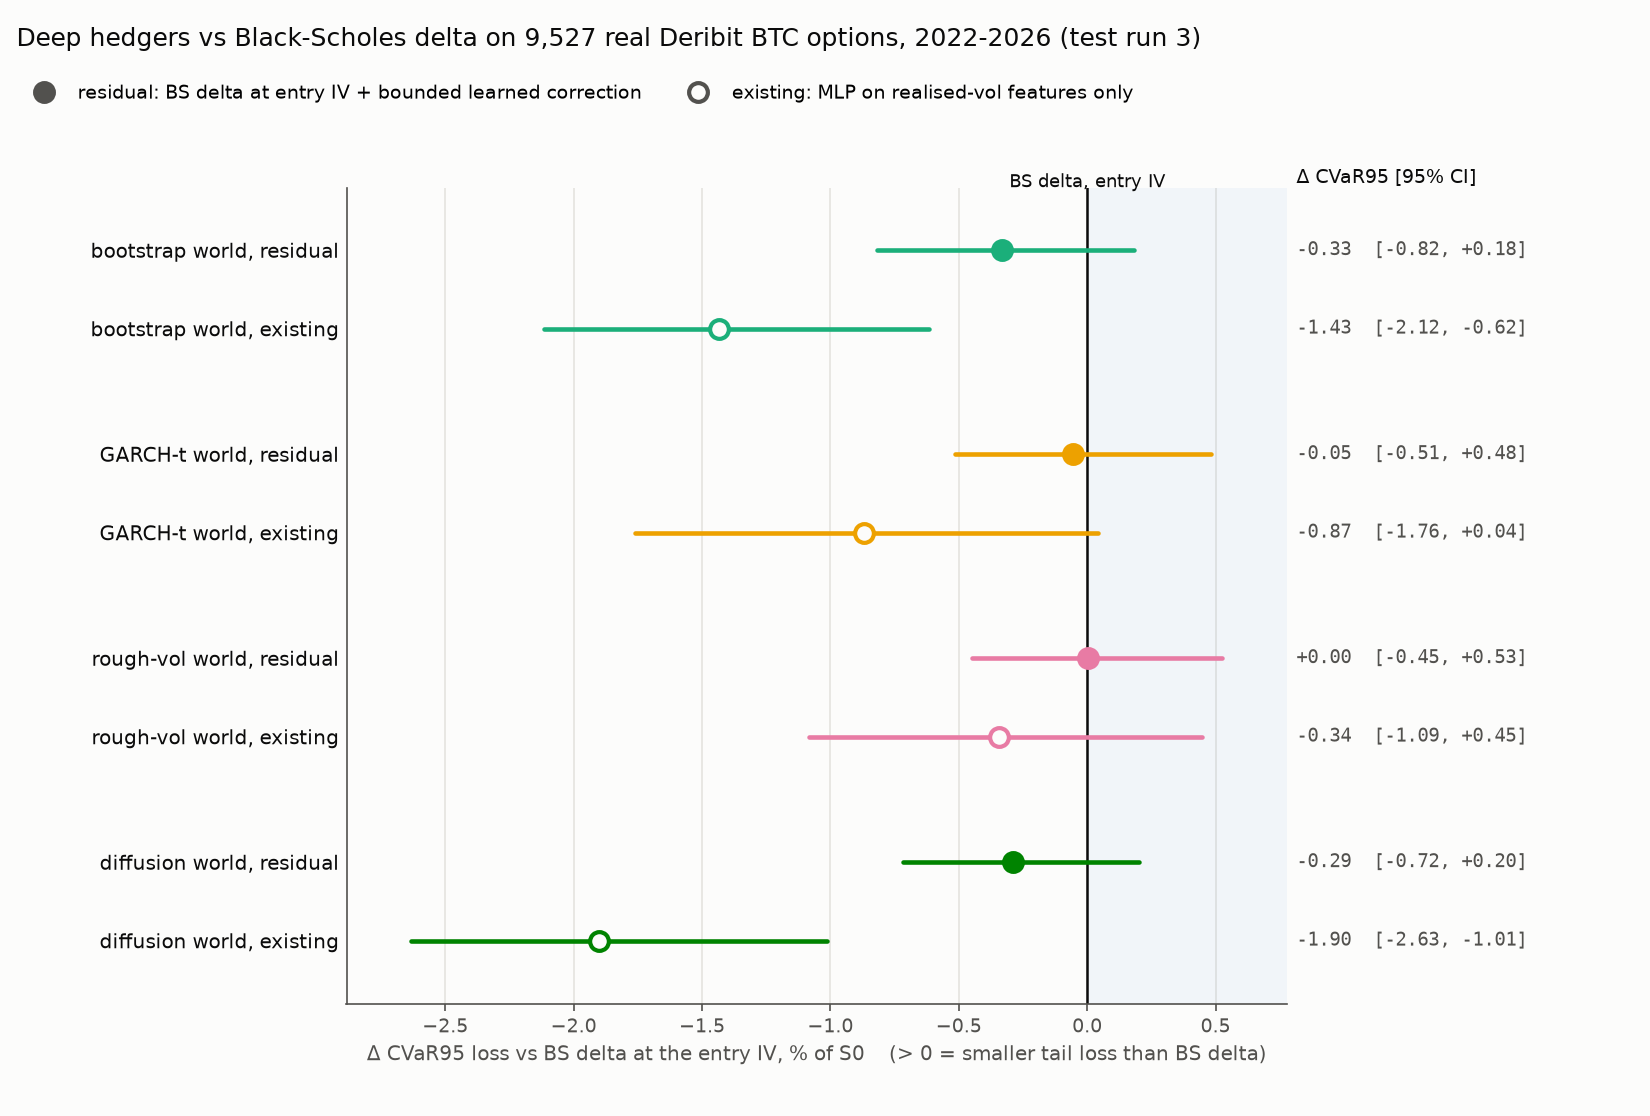 Deep hedgers vs Black-Scholes delta on 9,527 real Deribit BTC options, 2022-2026 (test run 3)
residual: BS delta at entry IV + bounded learned correction
existing: MLP on realised-vol features only
BS delta, entry IV
Δ CVaR95 [95% CI]
bootstrap world, residual
-0.33 [-0.82, +0.18]
bootstrap world, existing
-1.43 [-2.12, -0.62]
GARCH-t world, residual
-0.05 [-0.51, +0.48]
GARCH-t world, existing
-0.87 [-1.76, +0.04]
rough-vol world, residual
+0.00 [-0.45, +0.53]
rough-vol world, existing
-0.34 [-1.09, +0.45]
diffusion world, residual
-0.29 [-0.72, +0.20]
diffusion world, existing
-1.90 [-2.63, -1.01]
−2.5 −2.0 −1.5 −1.0 −0.5 0.0 0.5
Δ CVaR95 loss vs BS delta at the entry IV, % of S0 (> 0 = smaller tail loss than BS delta)